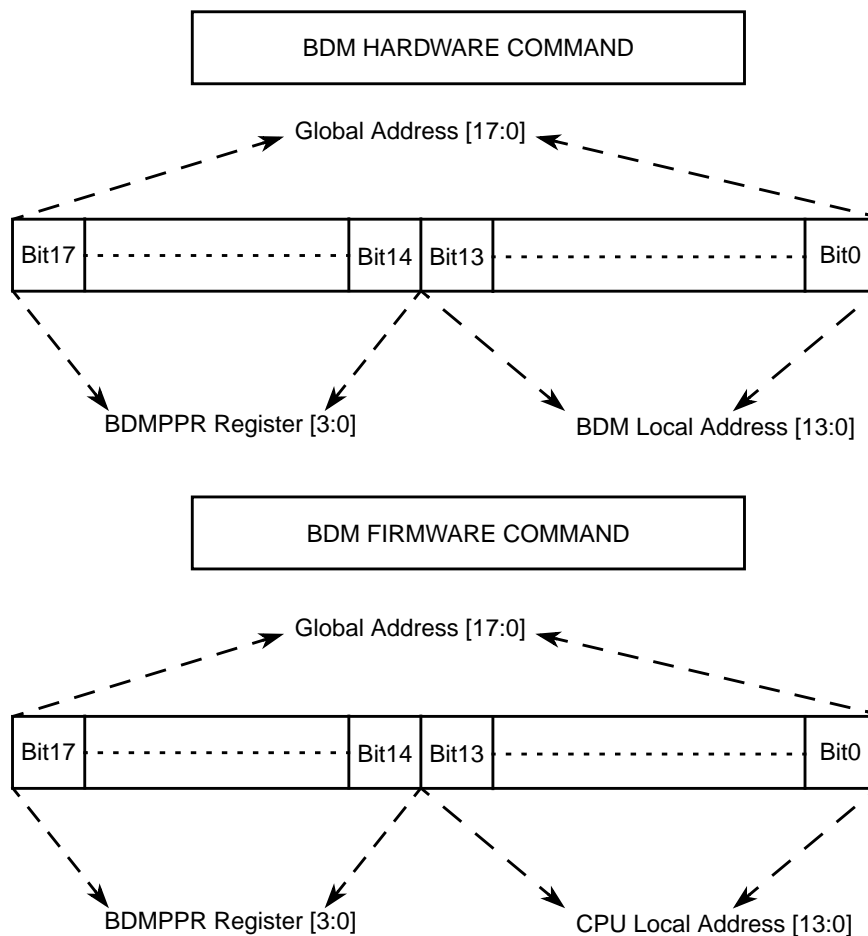 BDM HARDWARE COMMAND
Global Address [17:0]
Bit17 Bit14 Bit13 Bit0
BDMPPR Register [3:0] BDM Local Address [13:0]
BDM FIRMWARE COMMAND
Global Address [17:0]
Bit17 Bit14 Bit13 Bit0
BDMPPR Register [3:0] CPU Local Address [13:0]